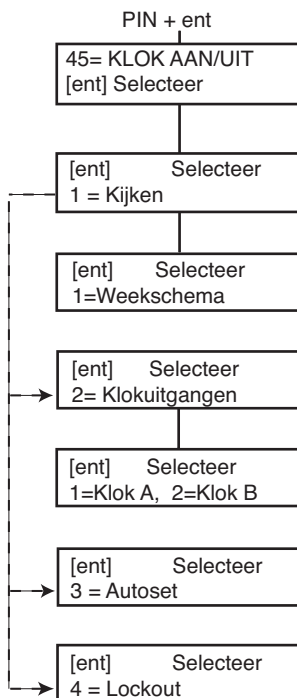 PIN + ent
45= KLOK AAN/UIT
[ent] Selecteer
[ent] Selecteer
1 = Kijken
[ent] Selecteer
1=Weekschema
[ent] Selecteer
2= Klokuitgangen
[ent] Selecteer
1=Klok A, 2=Klok B
[ent] Selecteer
3 = Autoset
[ent] Selecteer
4 = Lockout